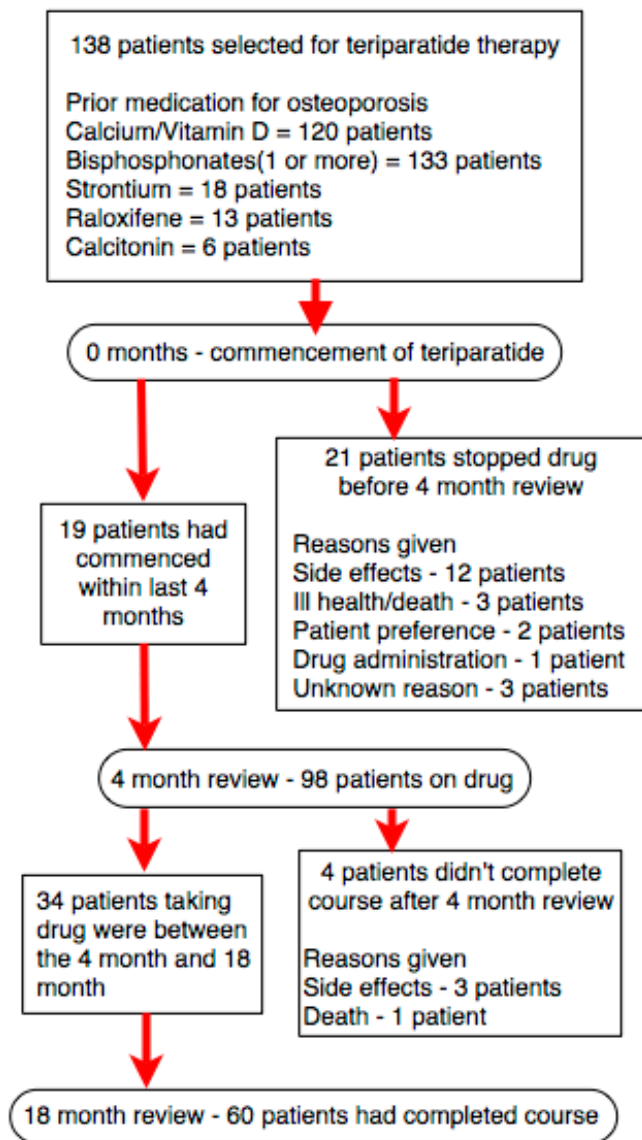 138 patients selected for teriparatide therapy
Prior medication for osteoporosis
Calcium/Vitamin D = 120 patients
Bisphosphonates(1 or more) = 133 patients
Strontium = 18 patients
Raloxifene = 13 patients
Calcitonin = 6 patients
0 months - commencement of teriparatide
19 patients had
commenced
within last 4
months
21 patients stopped drug
before 4 month review
Reasons given
Side effects - 12 patients
Ill health/death - 3 patients
Patient preference - 2 patients
Drug administration - 1 patient
Unknown reason - 3 patients
4 month review - 98 patients on drug
34 patients taking
drug were between
the 4 month and 18
month
4 patients didn't complete
course after 4 month review
Reasons given
Side effects - 3 patients
Death - 1 patient
18 month review - 60 patients had completed course